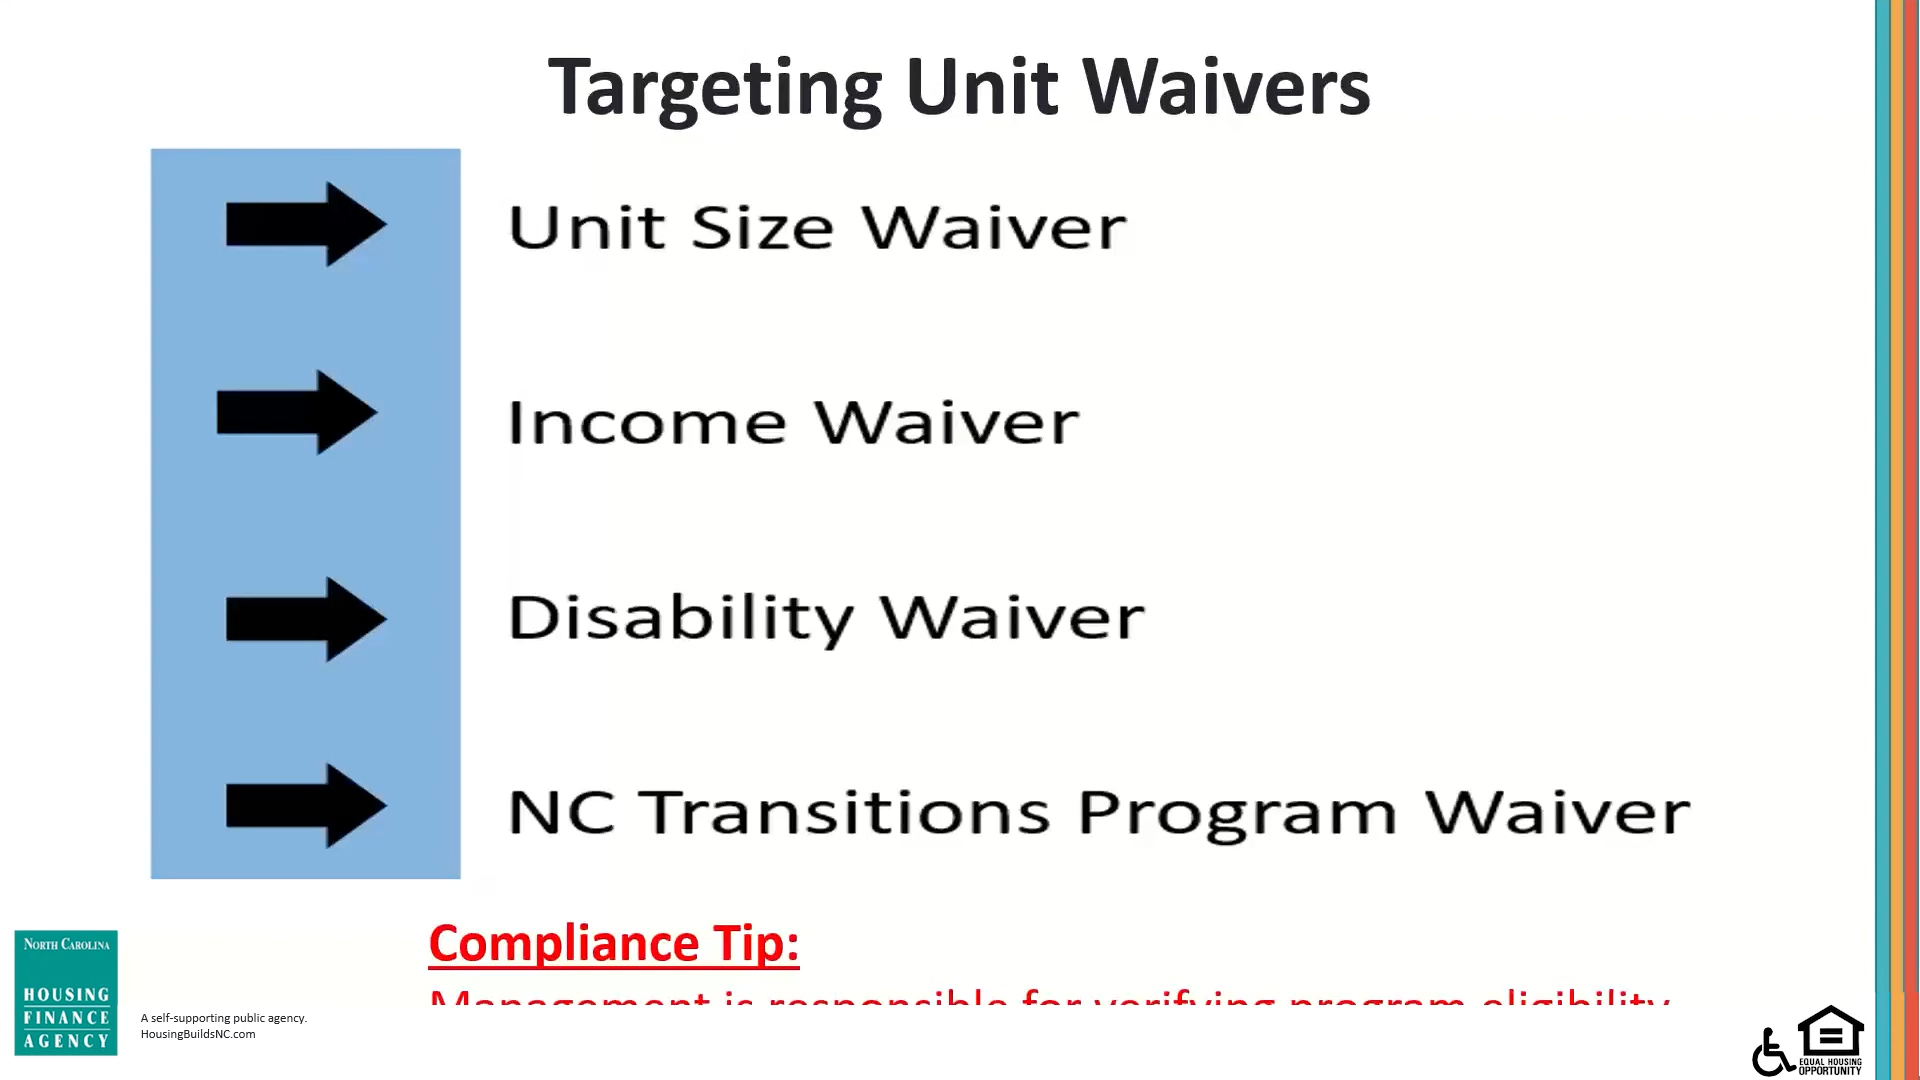 Targeting Unit Waivers
Unit Size Waiver
Income Waiver
Disability Waiver
NC Transitions Program Waiver
Compliance Tip:
Management is responsible for verifying program eligibility
NORTH CAROLINA
HOUSING
FINANCE
AGENCY
A self-supporting public agency.
HousingBuildsNC.com
EQUAL HOUSING
OPPORTUNITY